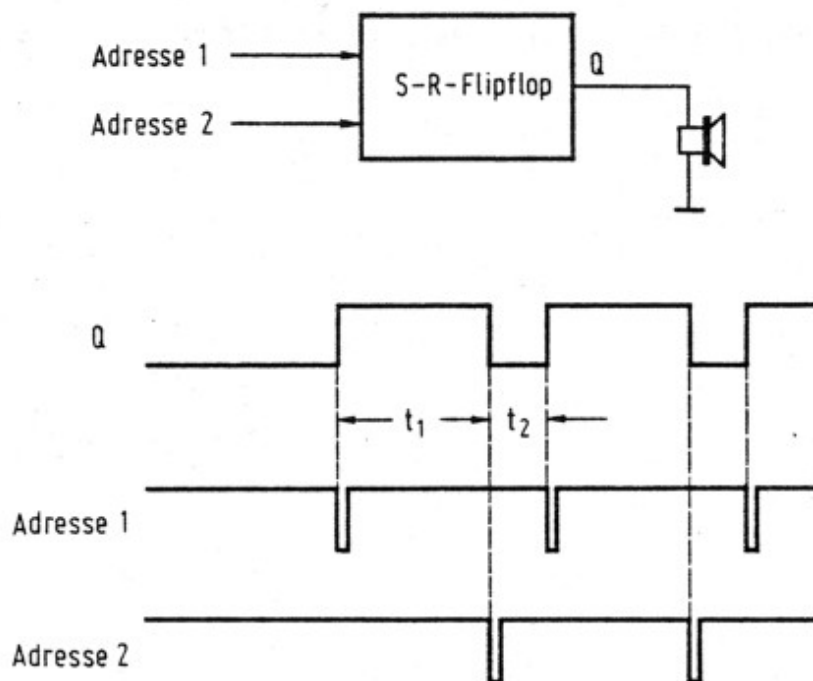 Adresse 1
Adresse 2
S-R-Flipflop
Q
Q
t₁
t₂
Adresse 1
Adresse 2